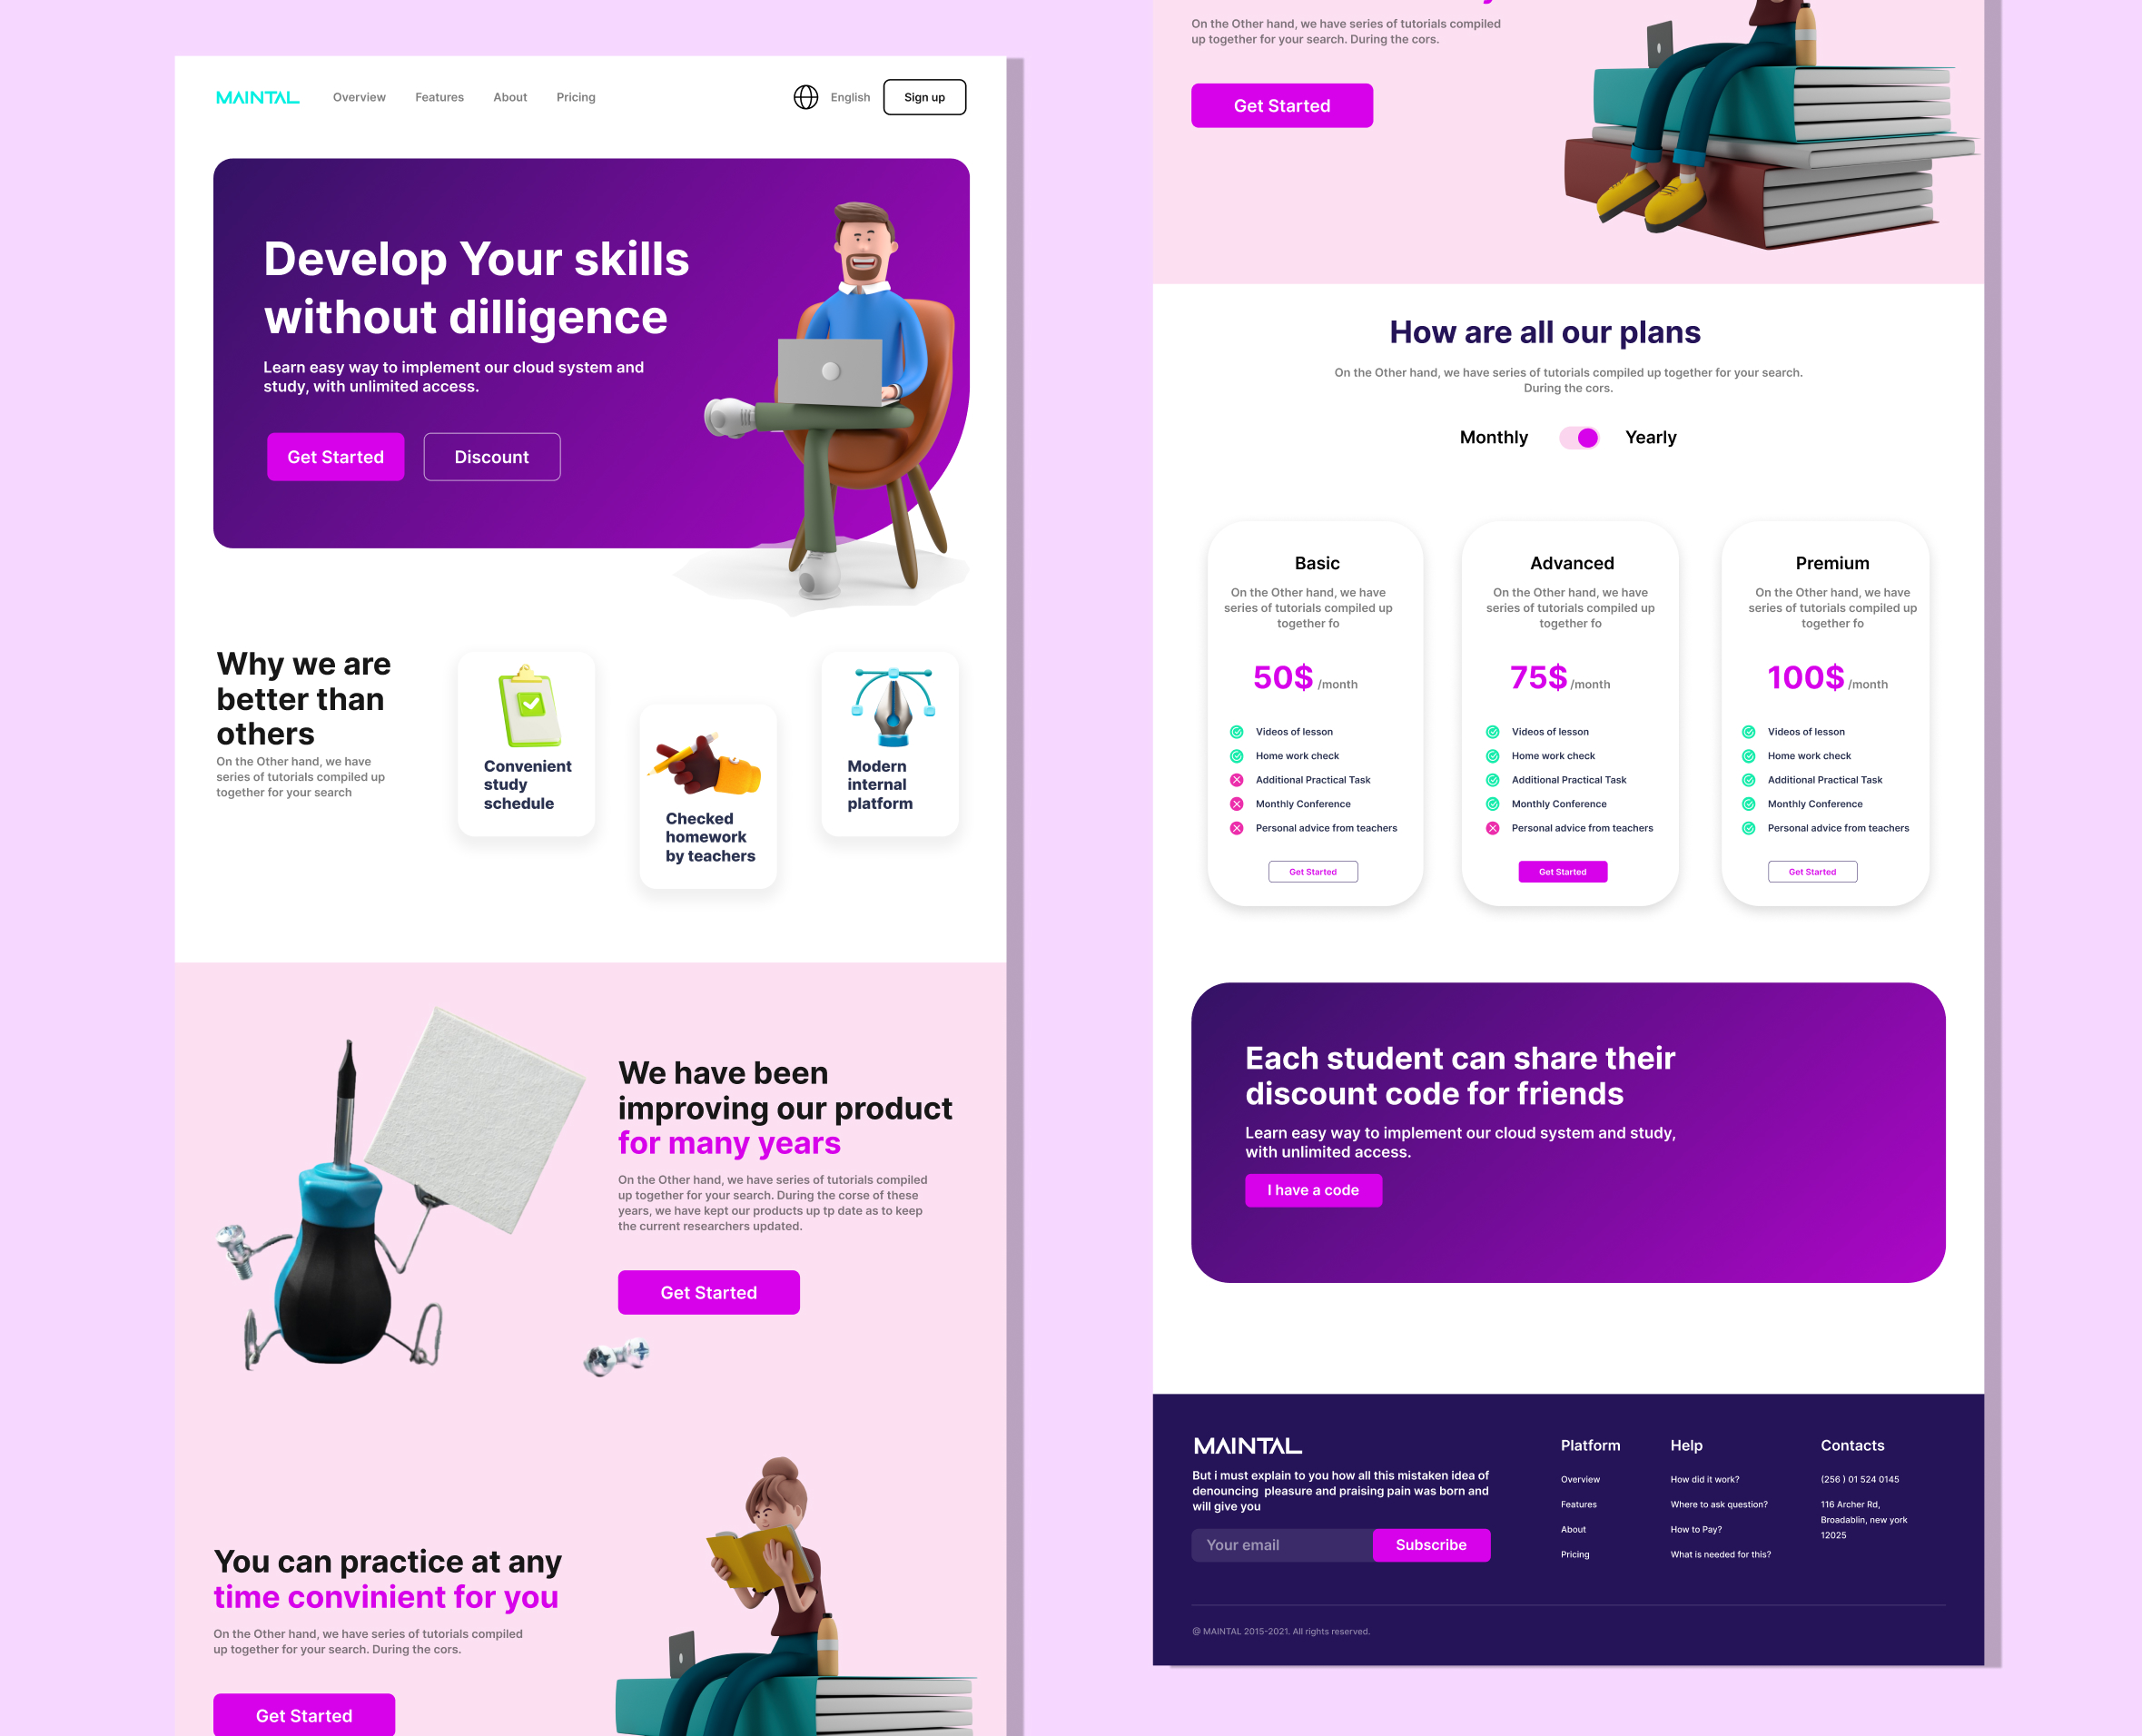 MAINTAL
Overview
Features
About
Pricing
English
Sign up
Develop Your skills
without dilligence
Learn easy way to implement our cloud system and
study, with unlimited access.
Get Started
Discount
Why we are
better than
others
On the Other hand, we have
series of tutorials compiled up
together for your search
Convenient
study
schedule
Checked
homework
by teachers
Modern
internal
platform
We have been
improving our product
for many years
On the Other hand, we have series of tutorials compiled
up together for your search. During the corse of these
years, we have kept our products up tp date as to keep
the current researchers updated.
Get Started
You can practice at any
time convinient for you
On the Other hand, we have series of tutorials compiled
up together for your search. During the cors.
Get Started
On the Other hand, we have series of tutorials compiled
up together for your search. During the cors.
Get Started
How are all our plans
On the Other hand, we have series of tutorials compiled up together for your search.
During the cors.
Monthly
Yearly
Basic
On the Other hand, we have
series of tutorials compiled up
together fo
50$ /month
Videos of lesson
Home work check
Additional Practical Task
Monthly Conference
Personal advice from teachers
Get Started
Advanced
On the Other hand, we have
series of tutorials compiled up
together fo
75$ /month
Videos of lesson
Home work check
Additional Practical Task
Monthly Conference
Personal advice from teachers
Get Started
Premium
On the Other hand, we have
series of tutorials compiled up
together fo
100$ /month
Videos of lesson
Home work check
Additional Practical Task
Monthly Conference
Personal advice from teachers
Get Started
Each student can share their
discount code for friends
Learn easy way to implement our cloud system and study,
with unlimited access.
I have a code
MAINTAL
But i must explain to you how all this mistaken idea of
denouncing  pleasure and praising pain was born and
will give you
Your email
Subscribe
Platform
Overview
Features
About
Pricing
Help
How did it work?
Where to ask question?
How to Pay?
What is needed for this?
Contacts
(256 ) 01 524 0145
116 Archer Rd,
Broadablin, new york
12025
@ MAINTAL 2015-2021. All rights reserved.